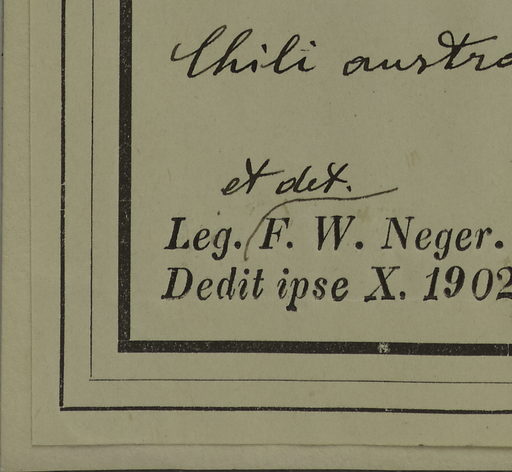 Chili austra
et det.
Leg. F. W. Neger.
Dedit ipse X. 1902